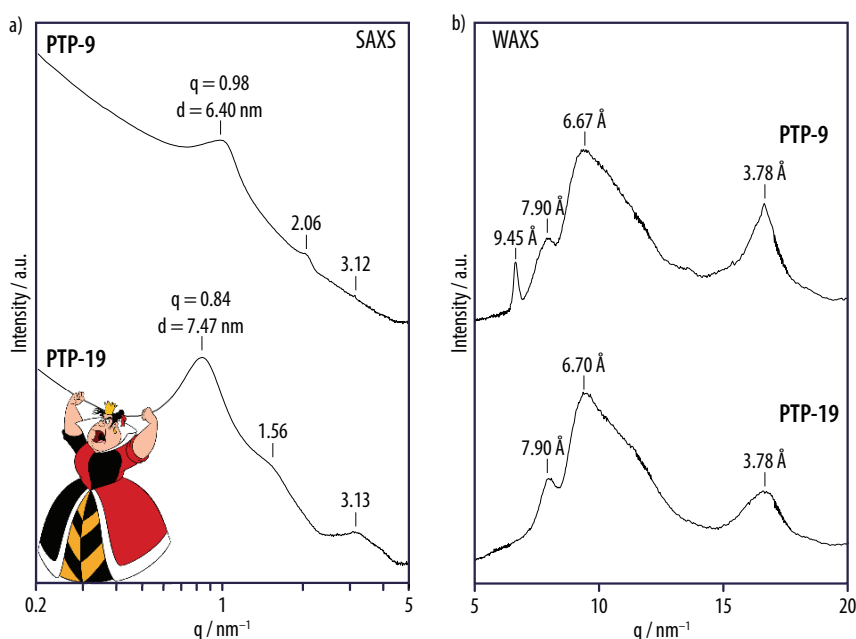 a)
SAXS
PTP-9
q = 0.98
d = 6.40 nm
2.06
3.12
q = 0.84
d = 7.47 nm
PTP-19
1.56
3.13
Intensity / a.u.
0.2
1
5
q / nm⁻¹
b)
WAXS
6.67 Å
PTP-9
7.90 Å
9.45 Å
3.78 Å
6.70 Å
PTP-19
7.90 Å
3.78 Å
Intensity / a.u.
5
10
15
20
q / nm⁻¹